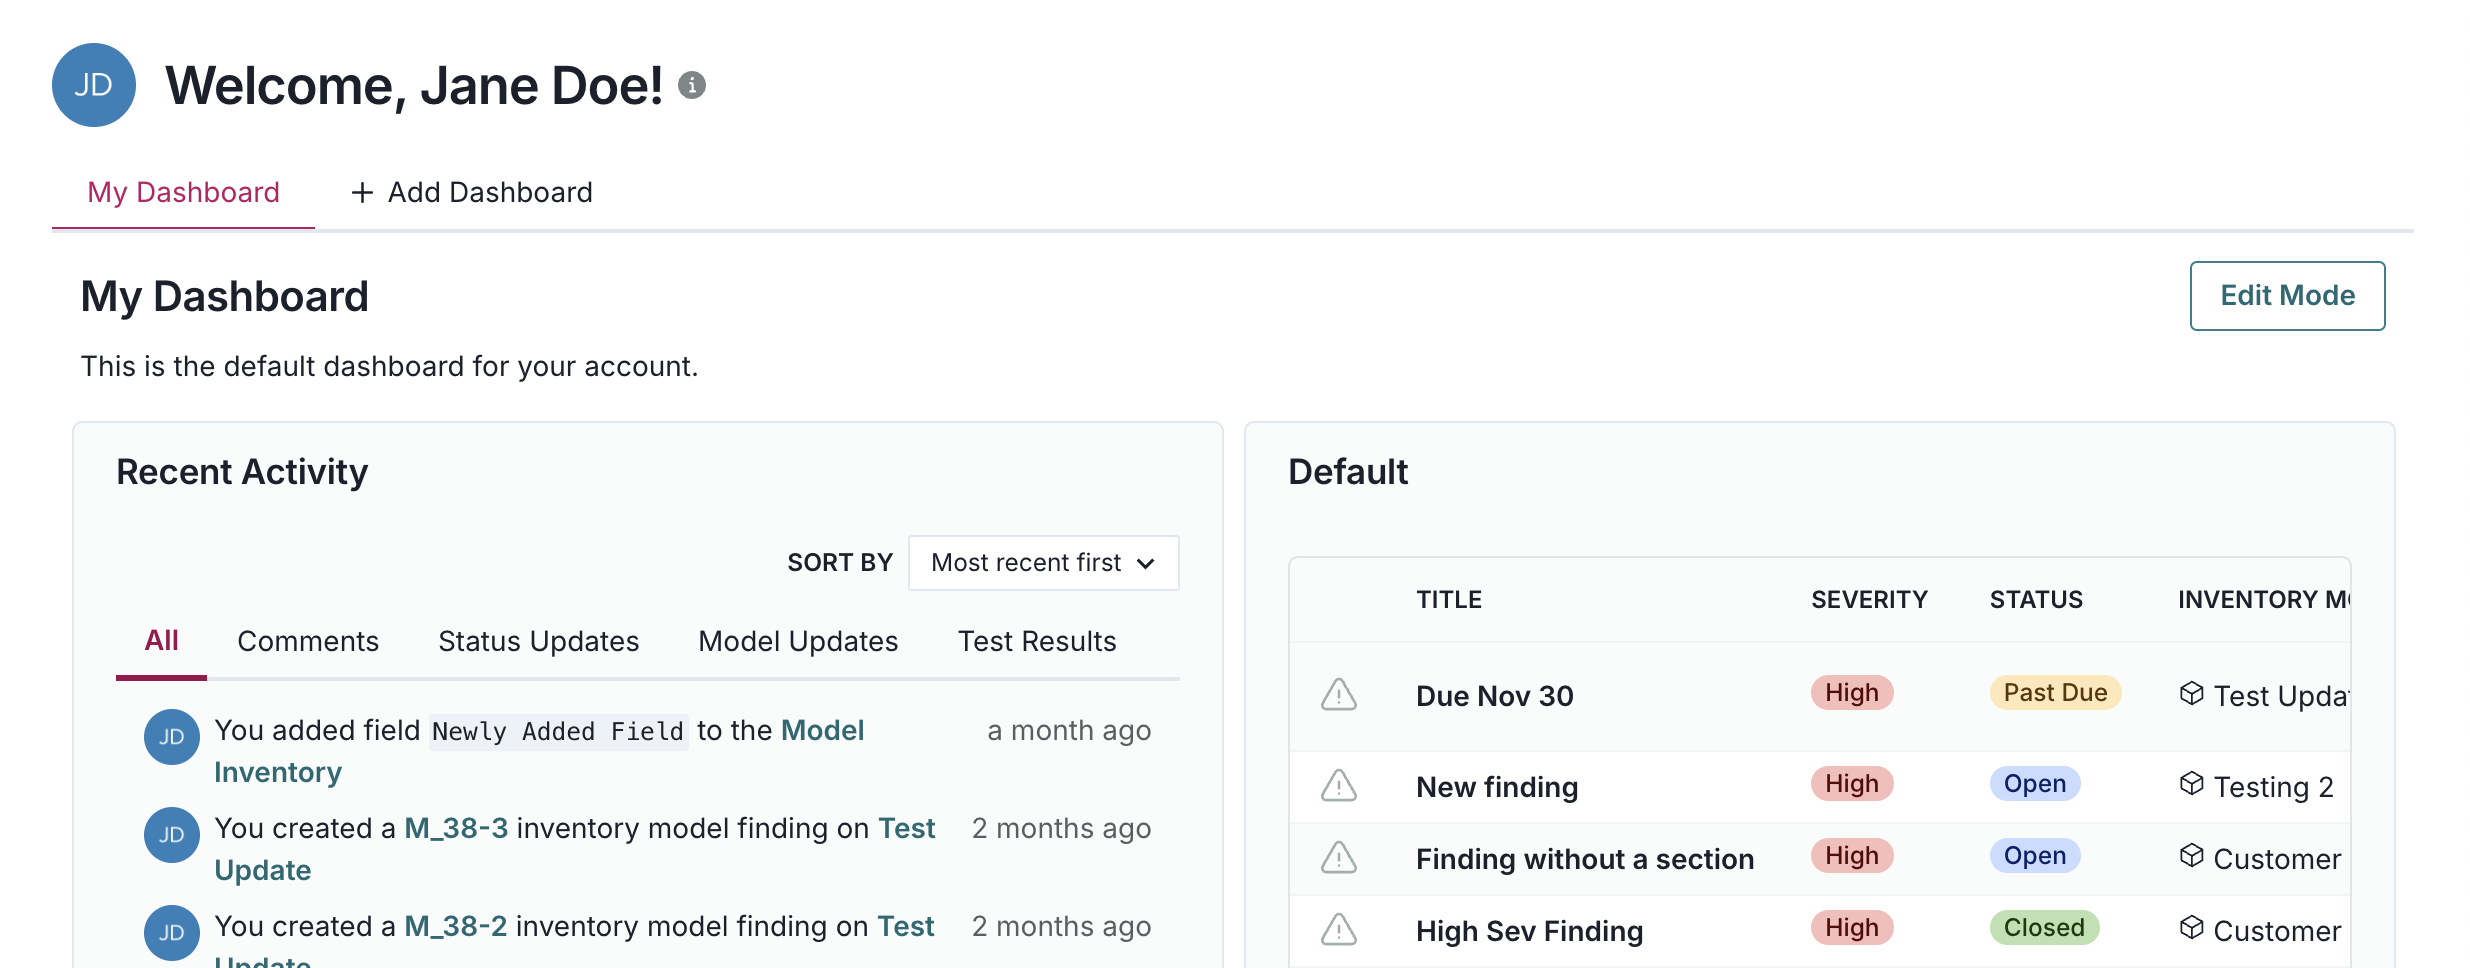 JD
Welcome, Jane Doe!
My Dashboard
+ Add Dashboard
My Dashboard
Edit Mode
This is the default dashboard for your account.
Recent Activity
SORT BY
Most recent first
All
Comments
Status Updates
Model Updates
Test Results
JD
You added field Newly Added Field to the Model
Inventory
a month ago
JD
You created a M_38-3 inventory model finding on Test
Update
2 months ago
JD
You created a M_38-2 inventory model finding on Test
Update
2 months ago
Default
TITLE SEVERITY STATUS INVENTORY
Due Nov 30 High Past Due Test
New finding High Open Testing 2
Finding without a section High Open Customer
High Sev Finding High Closed Customer